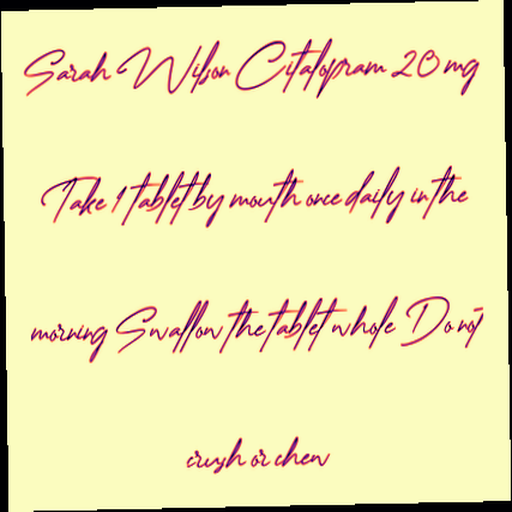 Sarah Wilson Citalopram 20 mg
Take 1 tablet by mouth once daily in the
morning Swallow the tablet whole Do not
crush or chew